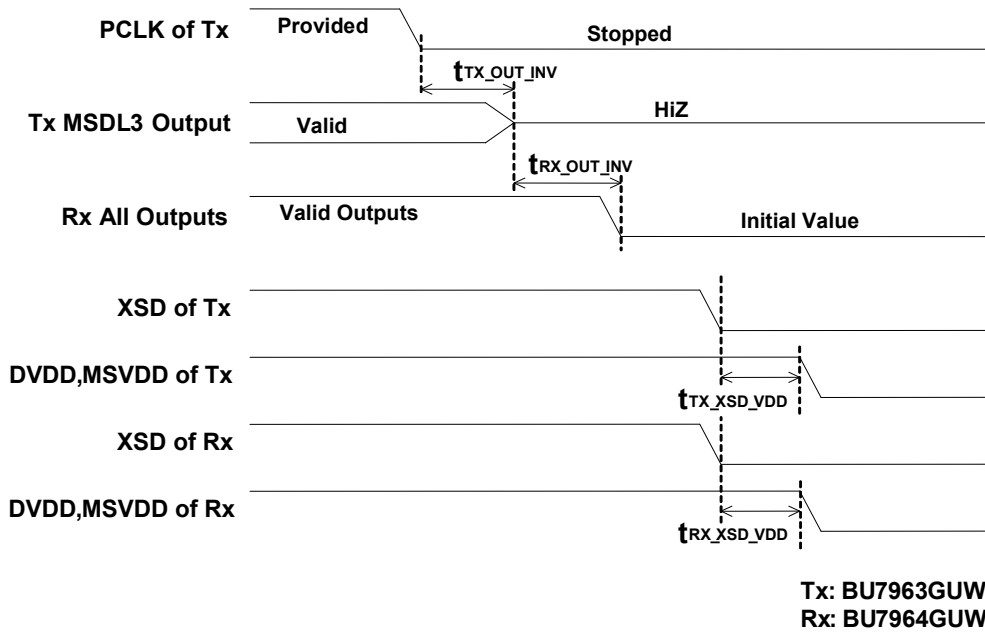 PCLK of Tx
Provided
Stopped
tTX_OUT_INV
Tx MSDL3 Output
Valid
HiZ
tRX_OUT_INV
Rx All Outputs
Valid Outputs
Initial Value
XSD of Tx
DVDD,MSVDD of Tx
tTX_XSD_VDD
XSD of Rx
DVDD,MSVDD of Rx
tRX_XSD_VDD
Tx: BU7963GUW
Rx: BU7964GUW